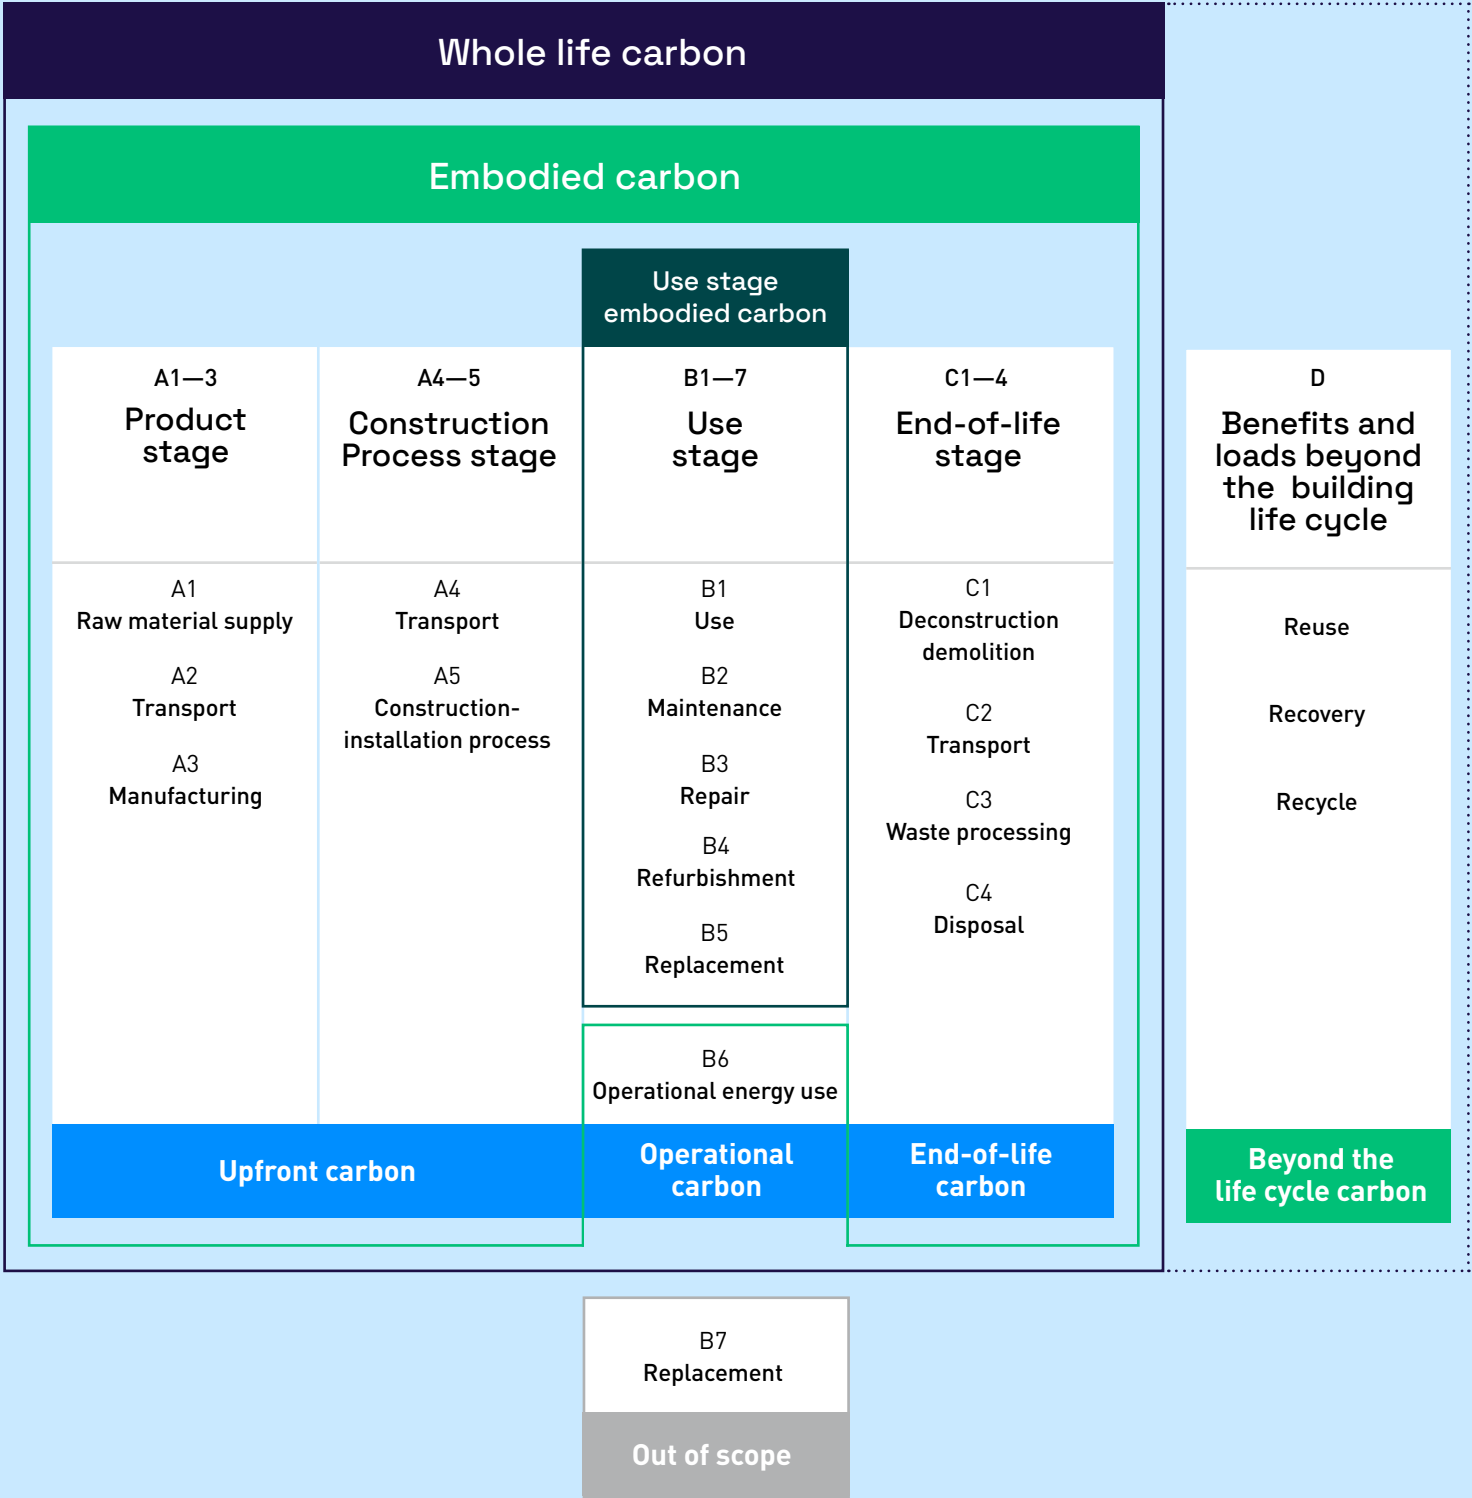 Whole life carbon
Embodied carbon
Use stage
embodied carbon
A1—3
Product
stage
A1
Raw material supply
A2
Transport
A3
Manufacturing
A4—5
Construction
Process stage
A4
Transport
A5
Construction-
installation process
Upfront carbon
B1—7
Use
stage
B1
Use
B2
Maintenance
B3
Repair
B4
Refurbishment
B5
Replacement
B6
Operational energy use
Operational
carbon
C1—4
End-of-life
stage
C1
Deconstruction
demolition
C2
Transport
C3
Waste processing
C4
Disposal
End-of-life
carbon
D
Benefits and
loads beyond
the building
life cycle
Reuse
Recovery
Recycle
Beyond the
life cycle carbon
B7
Replacement
Out of scope